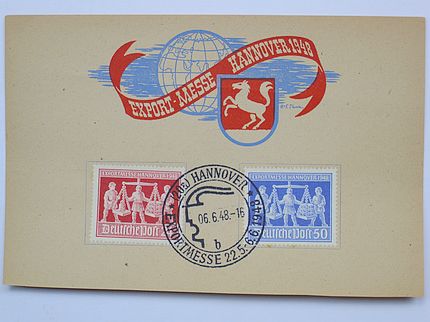 EXPORT-MESSE HANNOVER 1948
EXPORTMESSE HANNOVER 1948
Deutsche Post
EXPORTMESSE HANNOVER 1948
Deutsche Post 50
HANNOVER
06.6.48.-16
b
EXPORTMESSE 22.5.-6.6.1948